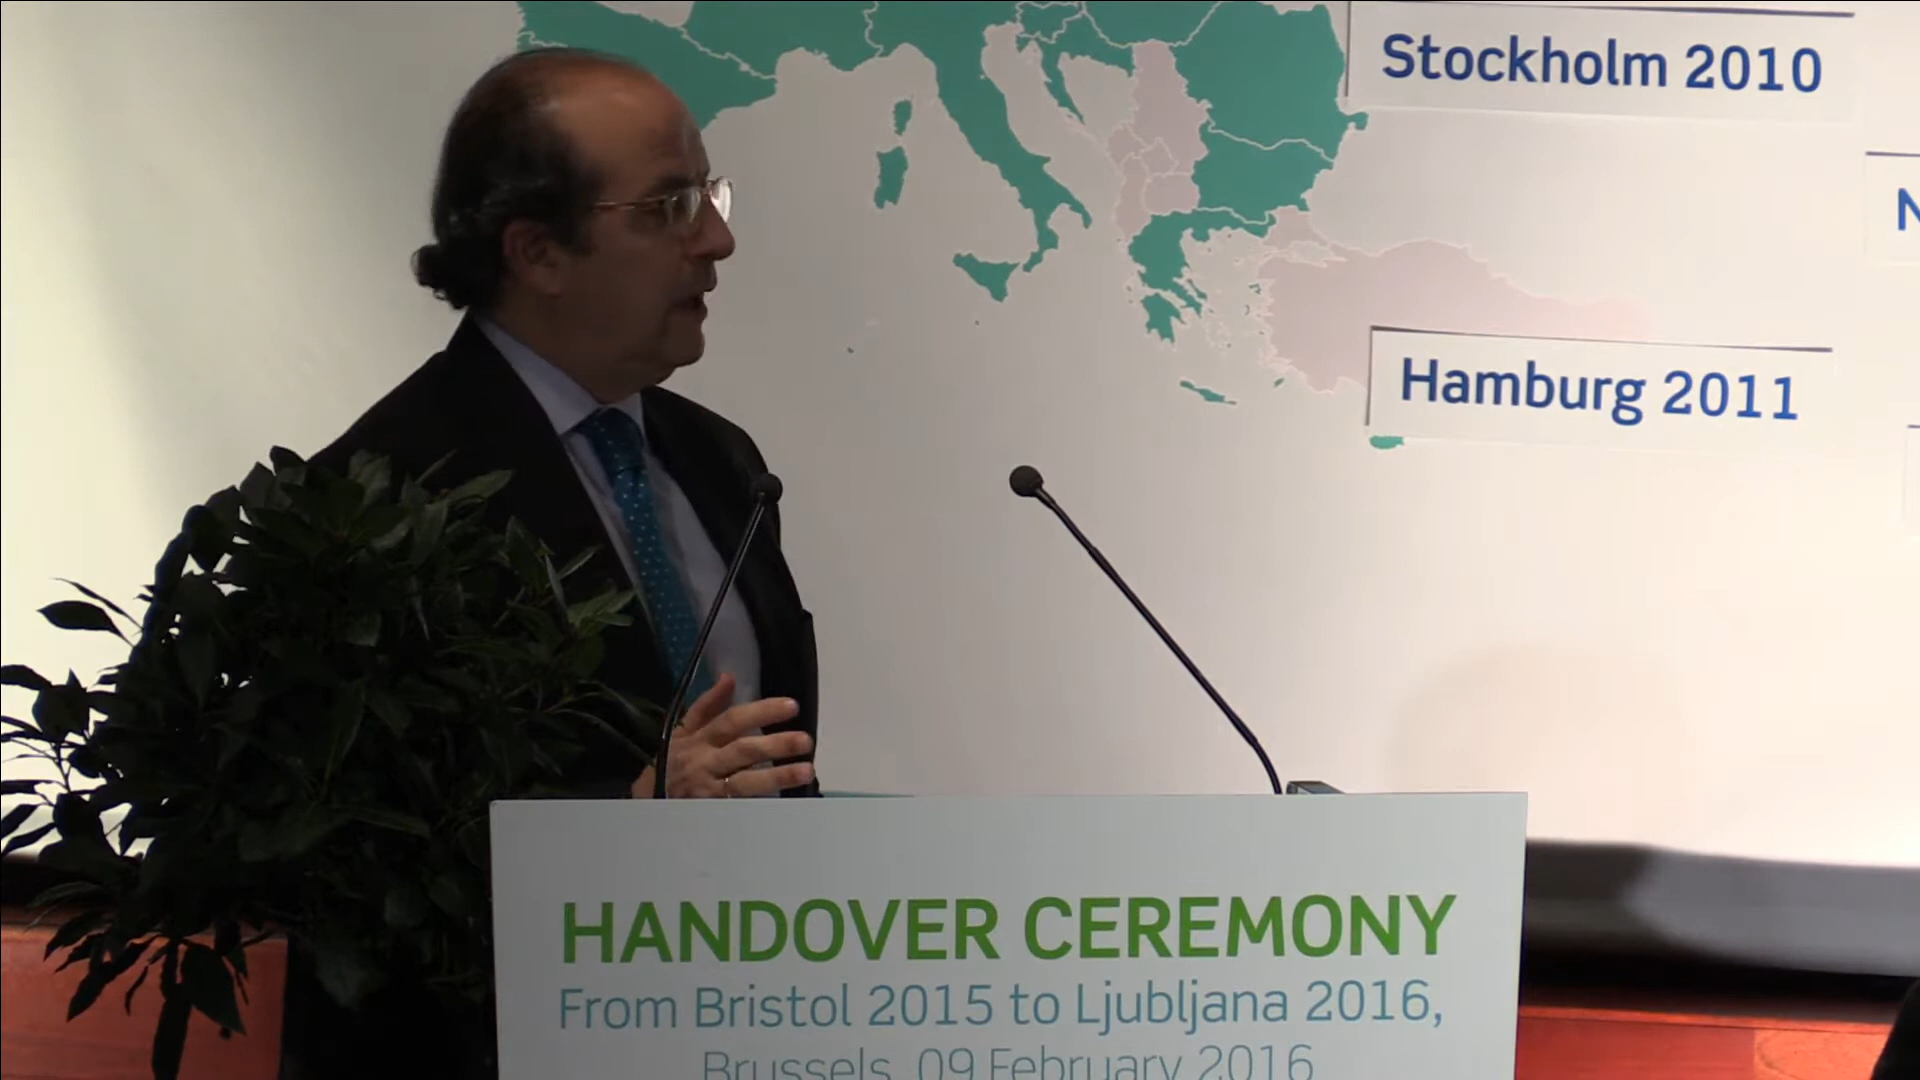 Stockholm 2010
Hamburg 2011
HANDOVER CEREMONY
From Bristol 2015 to Ljubljana 2016,
Brussels, 09 February 2016